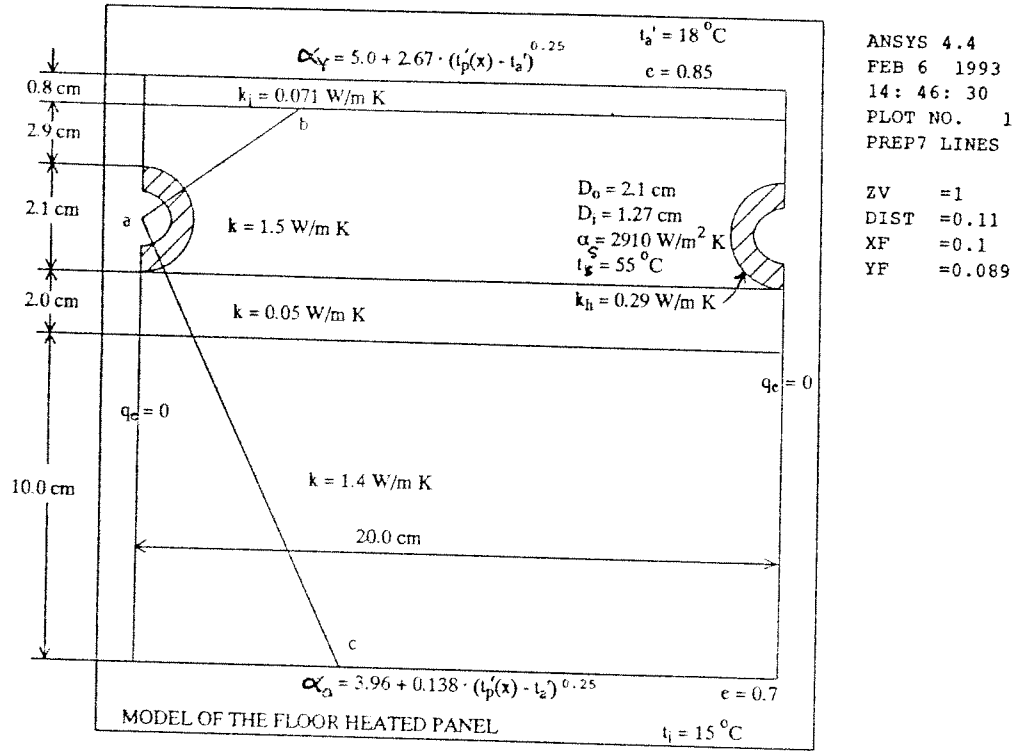 t_a' = 18 °C
α_γ = 5.0 + 2.67 · (t_p'(x) - t_a')^0.25
e = 0.85
0.8 cm
k_i = 0.071 W/m K
b
2.9 cm
D_o = 2.1 cm
D_i = 1.27 cm
2.1 cm
a
k = 1.5 W/m K
α_s = 2910 W/m² K
t_s = 55 °C
k_h = 0.29 W/m K
2.0 cm
k = 0.05 W/m K
q_e = 0
q_e = 0
10.0 cm
k = 1.4 W/m K
20.0 cm
c
α_a = 3.96 + 0.138 · (t_p'(x) - t_a')^0.25
e = 0.7
MODEL OF THE FLOOR HEATED PANEL
t_i = 15 °C
ANSYS 4.4
FEB 6 1993
14: 46: 30
PLOT NO. 1
PREP7 LINES
ZV =1
DIST =0.11
XF =0.1
YF =0.089